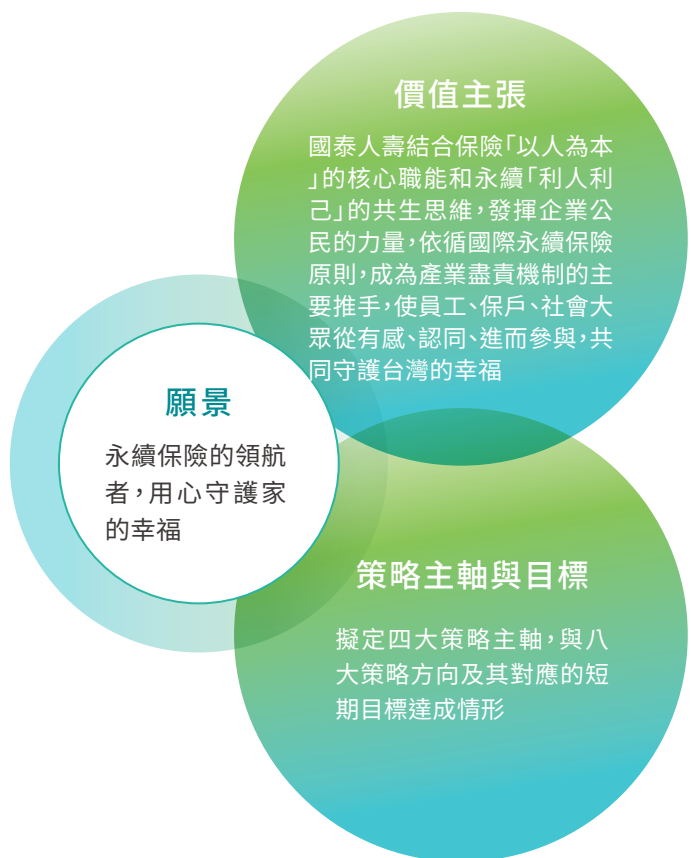 價值主張
國泰人壽結合保險「以人為本
」的核心職能和永續「利人利
己」的共生思維，發揮企業公
民的力量，依循國際永續保險
原則，成為產業盡責機制的主
要推手，使員工、保戶、社會大
眾從有感、認同、進而參與，共
同守護台灣的幸福
願景
永續保險的領航
者，用心守護家
的幸福
策略主軸與目標
擬定四大策略主軸，與八
大策略方向及其對應的短
期目標達成情形